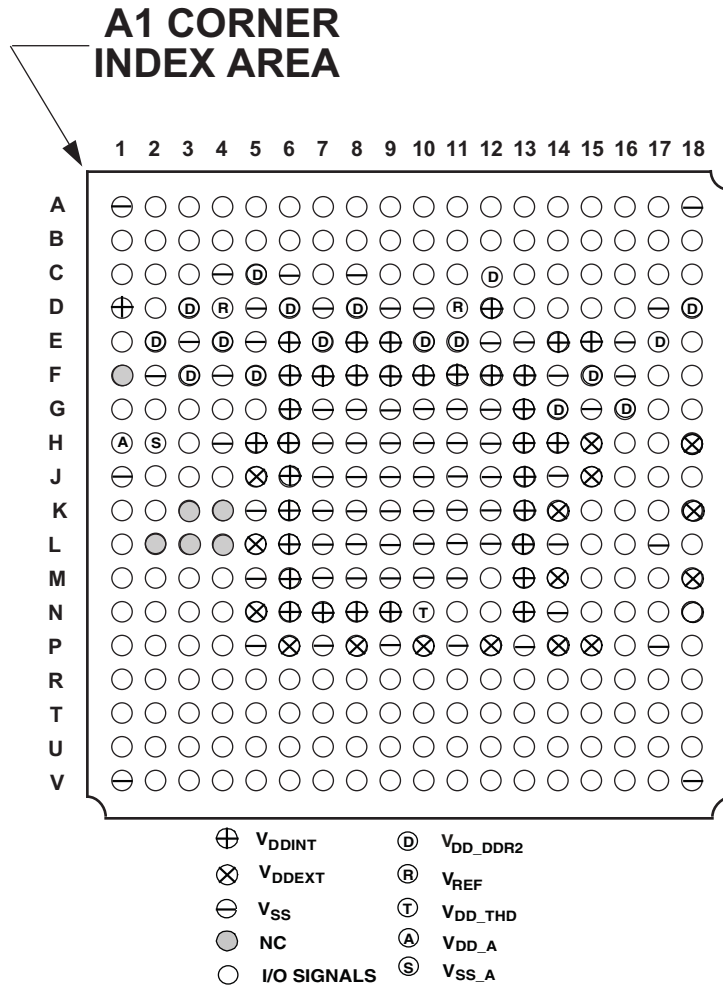 A1 CORNER
INDEX AREA
1 2 3 4 5 6 7 8 9 10 11 12 13 14 15 16 17 18
A
B
C D D
D D R D D R D
E D D D D D D
F D D D
G D D
H A S
J
K
L
M
N T
P
R
T
U
V
VDDINT D VDD_DDR2
VDDEXT R VREF
VSS T VDD_THD
NC A VDD_A
I/O SIGNALS S VSS_A